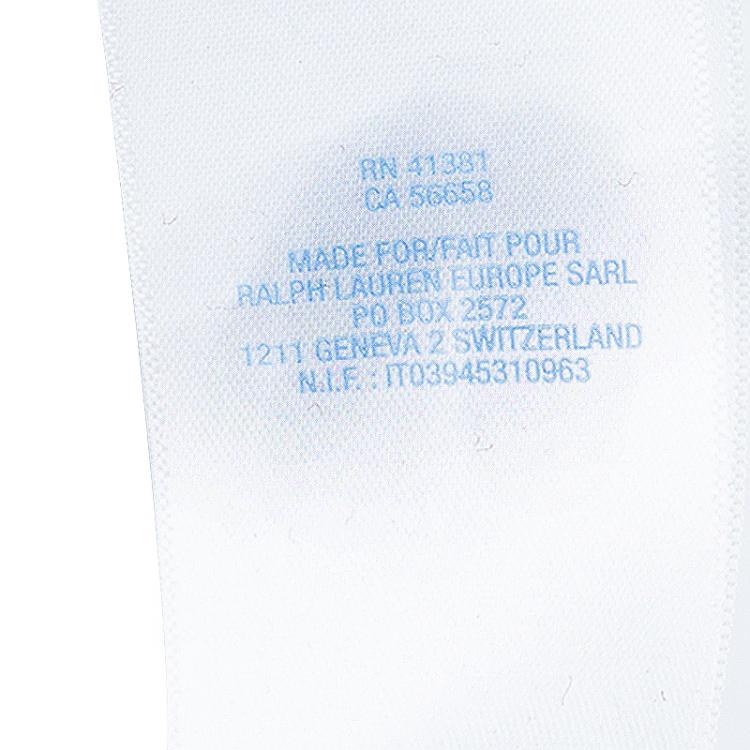 RN 41381
CA 56658
MADE FOR/FAIT POUR
RALPH LAUREN EUROPE SARL
PO BOX 2572
1211 GENEVA 2 SWITZERLAND
N.I.F. : IT03945310963